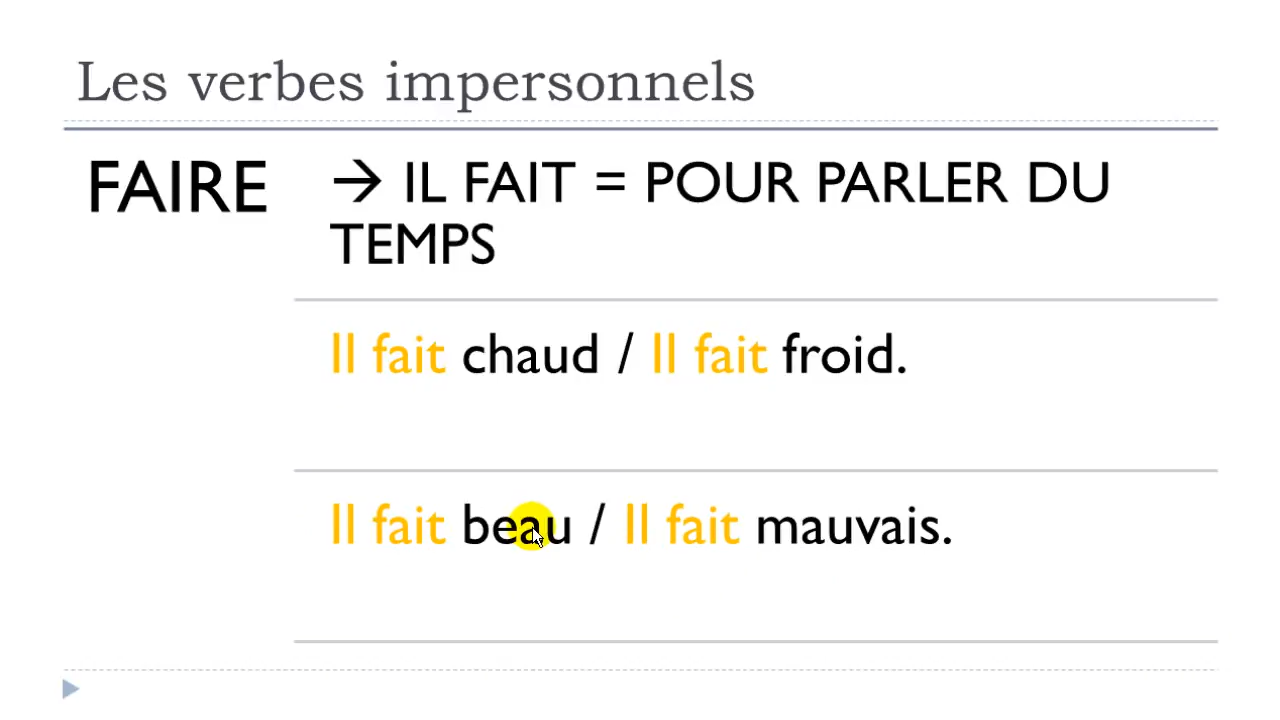 Les verbes impersonnels
FAIRE
→ IL FAIT = POUR PARLER DU
TEMPS
Il fait chaud / Il fait froid.
Il fait beau / Il fait mauvais.